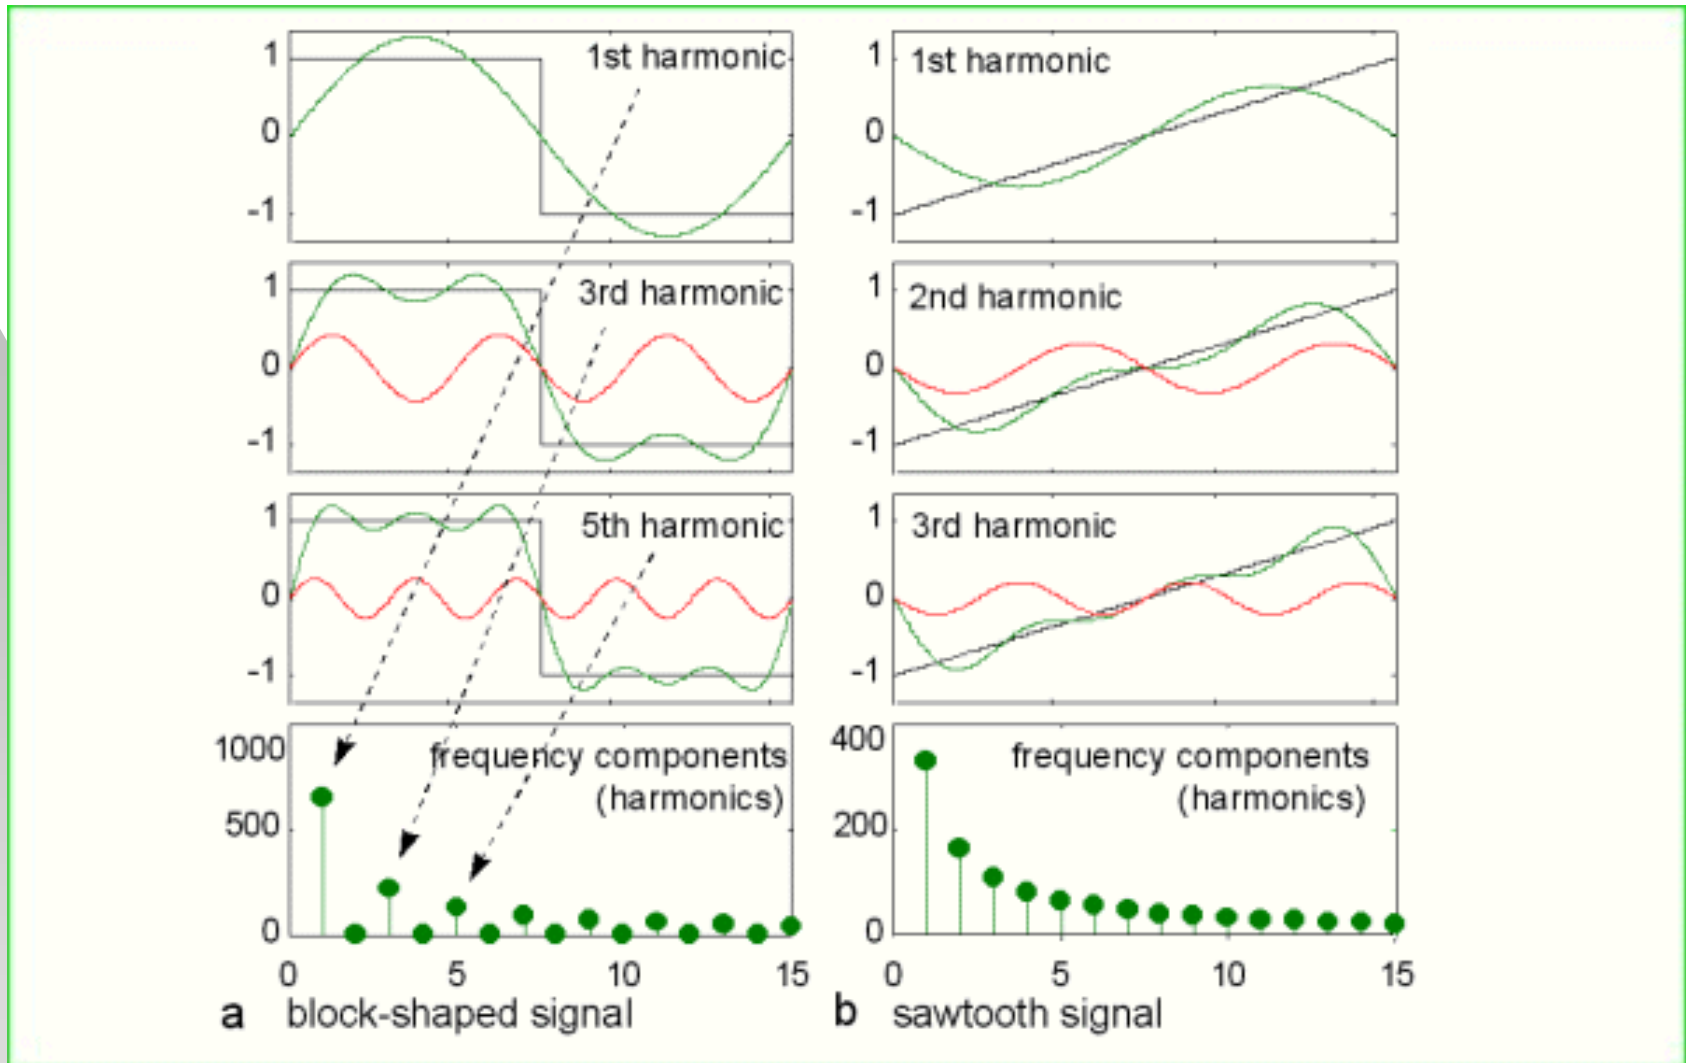 1
0
-1
1st harmonic
1
0
-1
3rd harmonic
1
0
-1
5th harmonic
1000
500
0
frequency components
(harmonics)
0 5 10 15
a block-shaped signal
1
0
-1
1st harmonic
1
0
-1
2nd harmonic
1
0
-1
3rd harmonic
400
200
0
frequency components
(harmonics)
0 5 10 15
b sawtooth signal